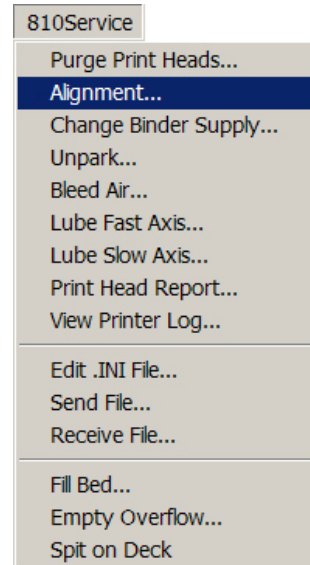 810Service
Purge Print Heads...
Alignment...
Change Binder Supply...
Unpark...
Bleed Air...
Lube Fast Axis...
Lube Slow Axis...
Print Head Report...
View Printer Log...
Edit .INI File...
Send File...
Receive File...
Fill Bed...
Empty Overflow...
Spit on Deck